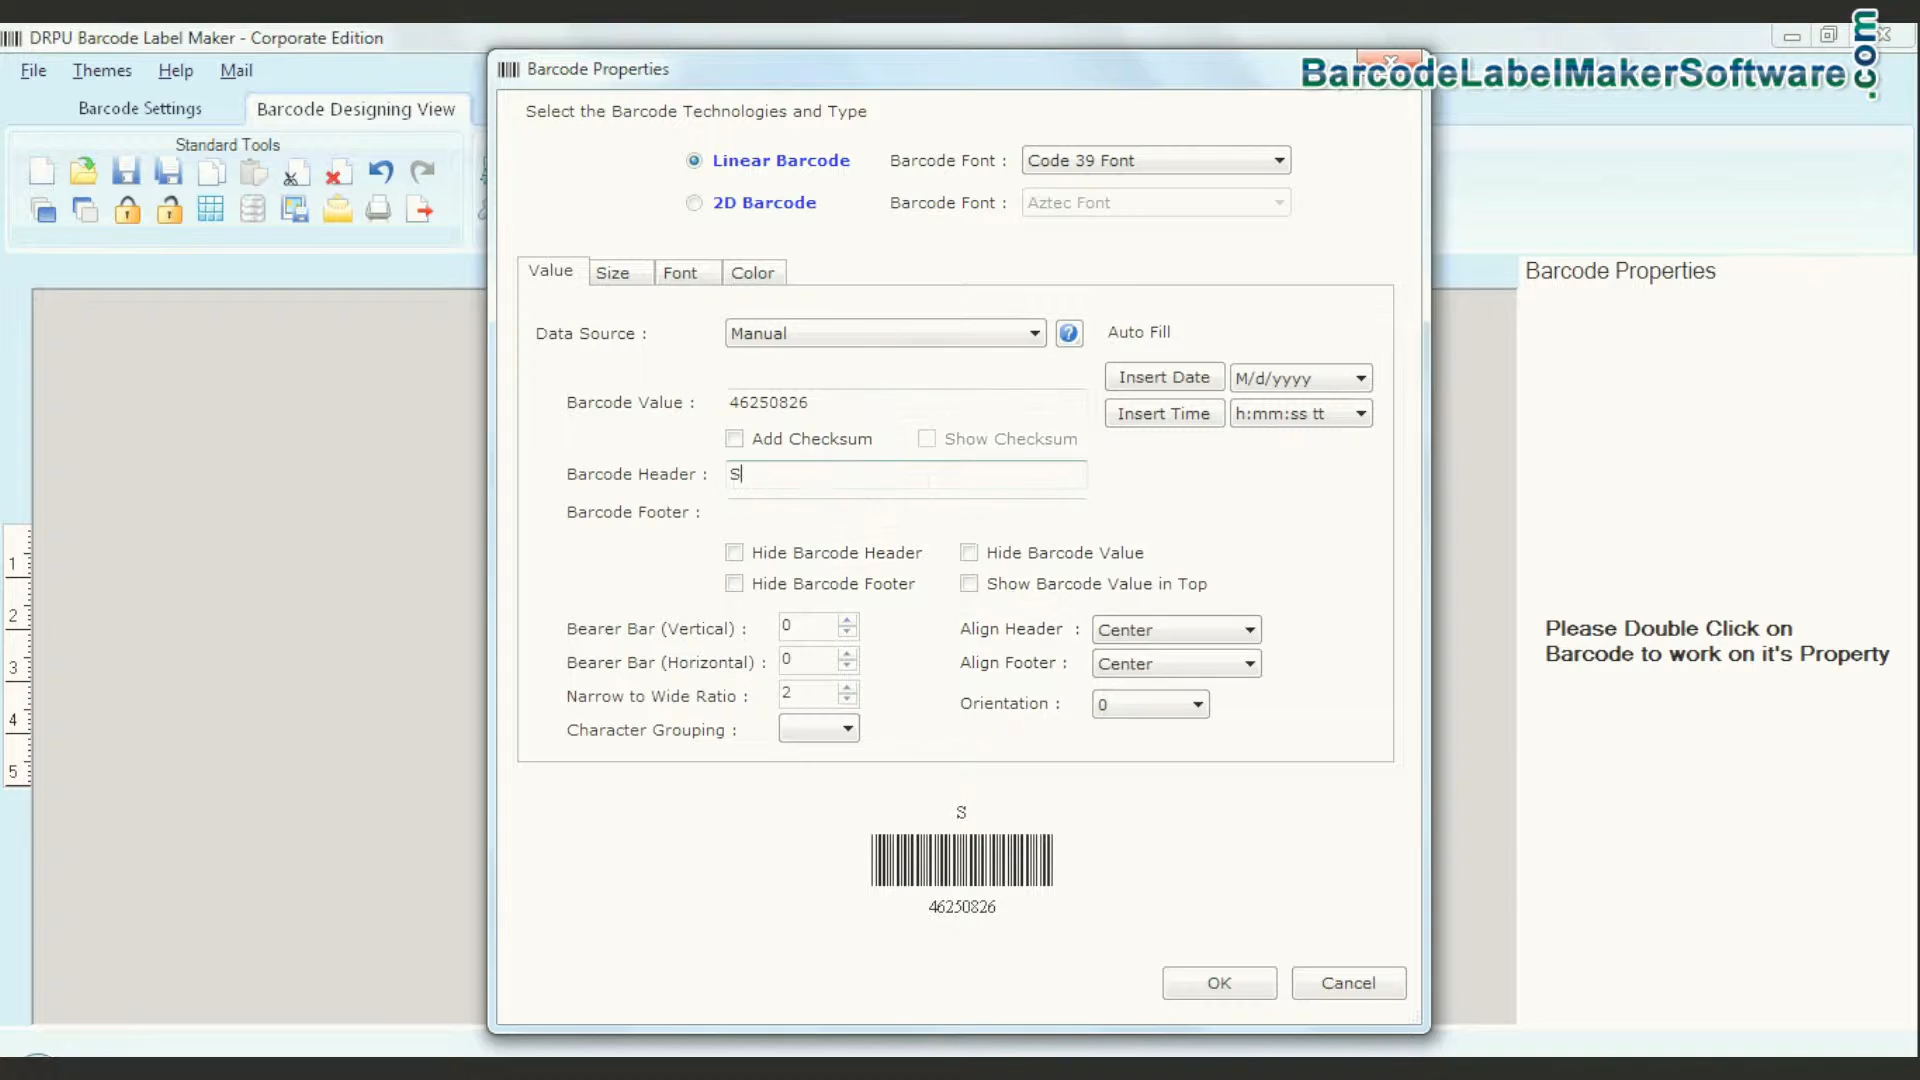 DRPU Barcode Label Maker - Corporate Edition
File Themes Help Mail
Barcode Settings Barcode Designing View
Standard Tools
Barcode Properties
BarcodeLabelMakerSoftware.com
Select the Barcode Technologies and Type
Linear Barcode Barcode Font : Code 39 Font
2D Barcode Barcode Font : Aztec Font
Value Size Font Color
Data Source : Manual ? Auto Fill
Insert Date M/d/yyyy
Barcode Value : 46250826
Insert Time h:mm:ss tt
Add Checksum Show Checksum
Barcode Header : S
Barcode Footer :
Hide Barcode Header Hide Barcode Value
Hide Barcode Footer Show Barcode Value in Top
Bearer Bar (Vertical) : 0 Align Header : Center
Bearer Bar (Horizontal) : 0 Align Footer : Center
Narrow to Wide Ratio : 2 Orientation : 0
Character Grouping :
S
46250826
OK Cancel
Barcode Properties
Please Double Click on
Barcode to work on it's Property
1
2
3
4
5